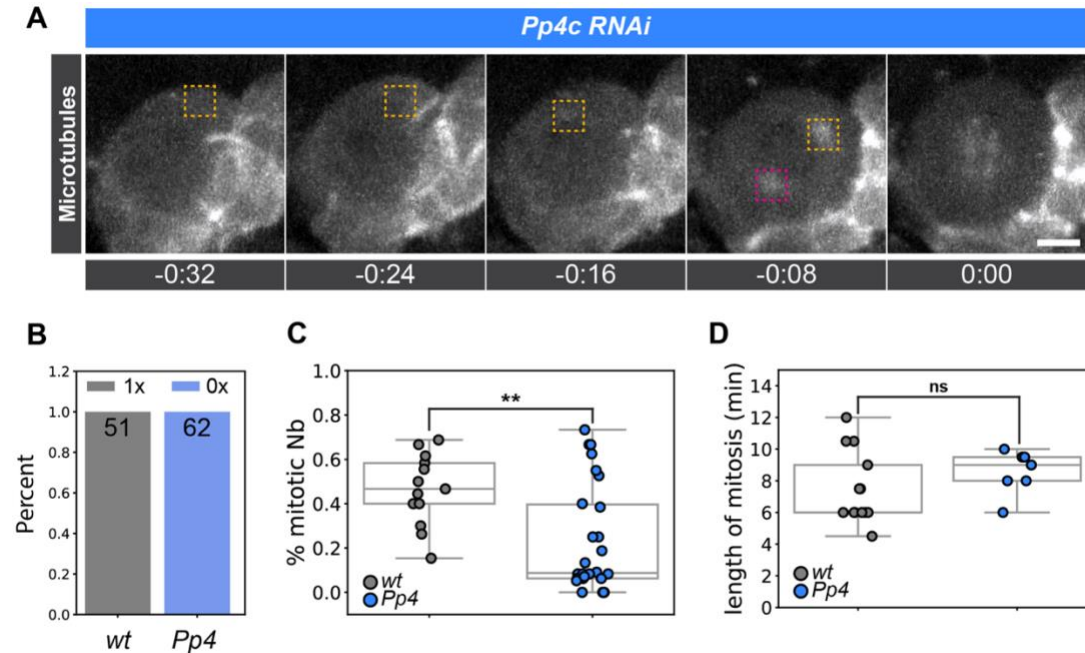 A
Pp4c RNAi
Microtubules
-0:32 -0:24 -0:16 -0:08 0:00
B
1.2
1.0
0.8
0.6
0.4
0.2
0.0
Percent
1x 0x
51 62
wt Pp4
C
1.0
0.8
0.6
0.4
0.2
0.0
% mitotic Nb
**
wt
Pp4
D
14
12
10
8
6
4
2
0
length of mitosis (min)
ns
wt
Pp4